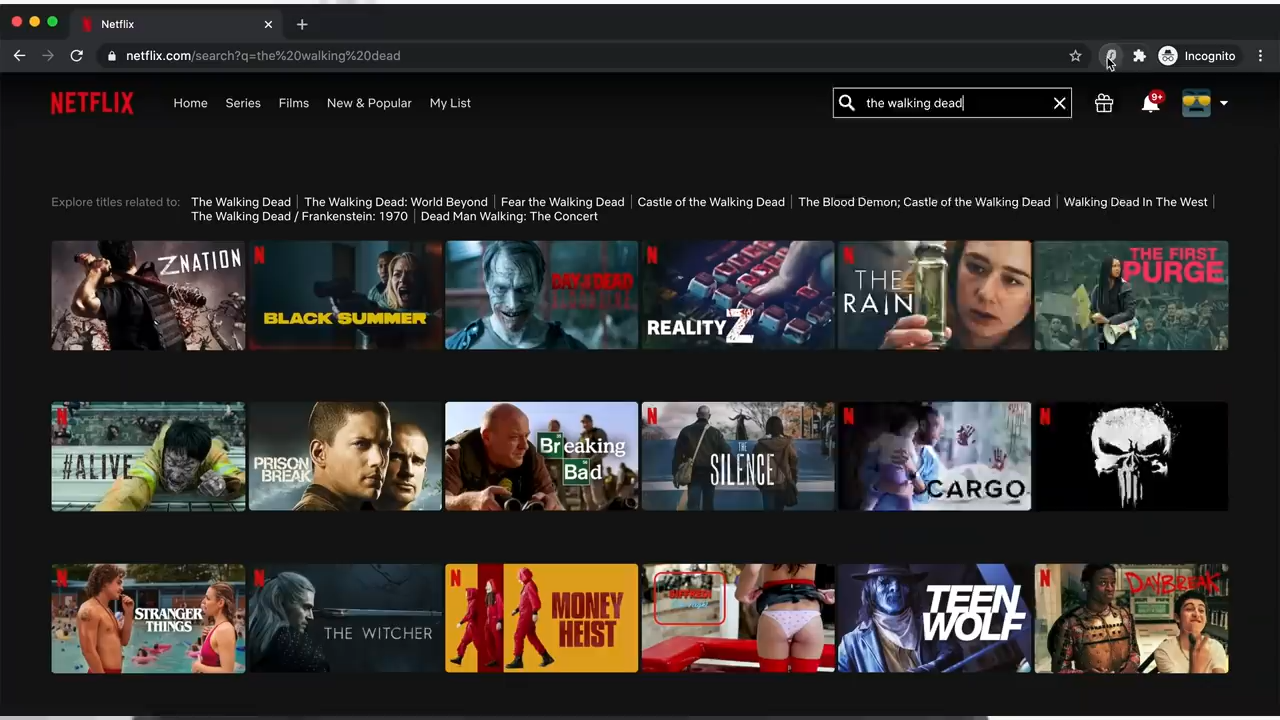 Netflix
netflix.com/search?q=the%20walking%20dead
Incognito
NETFLIX
Home
Series
Films
New & Popular
My List
the walking dead
9+
Explore titles related to:
The Walking Dead | The Walking Dead: World Beyond | Fear the Walking Dead | Castle of the Walking Dead | The Blood Demon; Castle of the Walking Dead | Walking Dead In The West |
The Walking Dead / Frankenstein: 1970 | Dead Man Walking: The Concert
ZNATION
BLACK SUMMER
DAY OF THE DEAD
REALITY Z
THE RAIN
THE FIRST
PURGE
#ALIVE
PRISON
BREAK
Breaking
Bad
THE
SILENCE
CARGO
STRANGER
THINGS
THE WITCHER
MONEY
HEIST
TEEN
WOLF
DAYBREAK